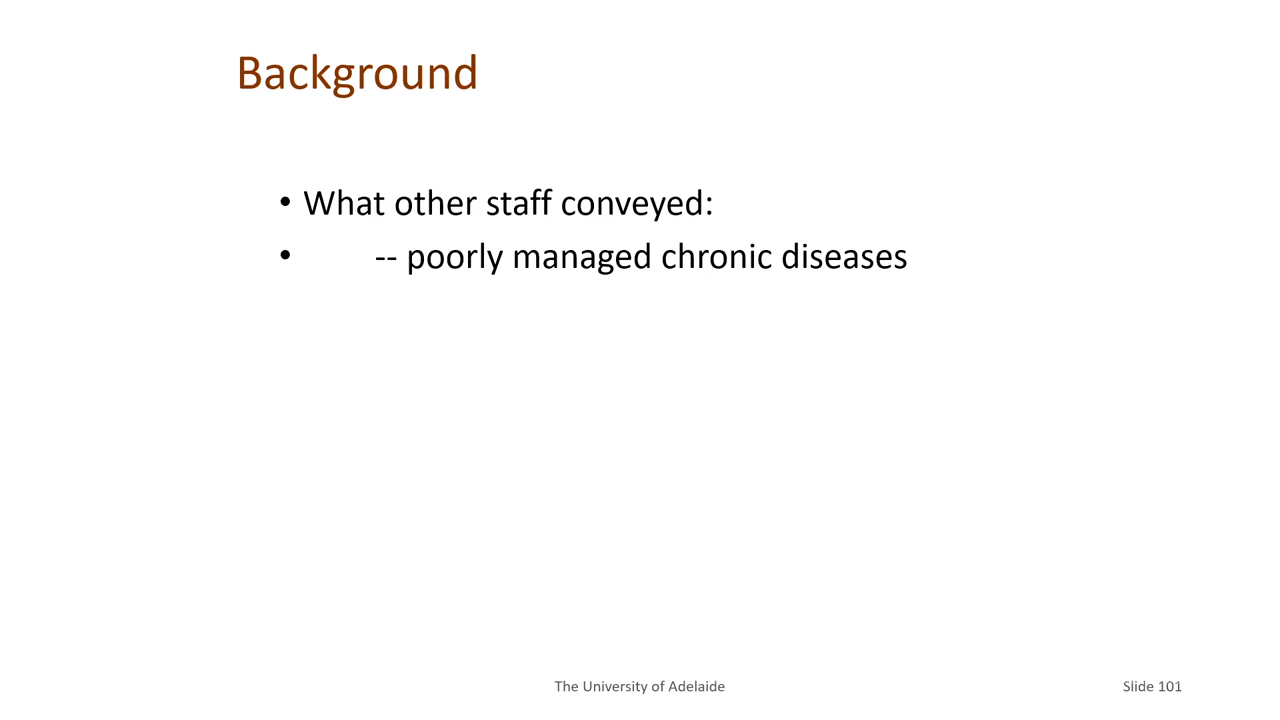 Background
• What other staff conveyed:
• -- poorly managed chronic diseases
The University of Adelaide
Slide 101